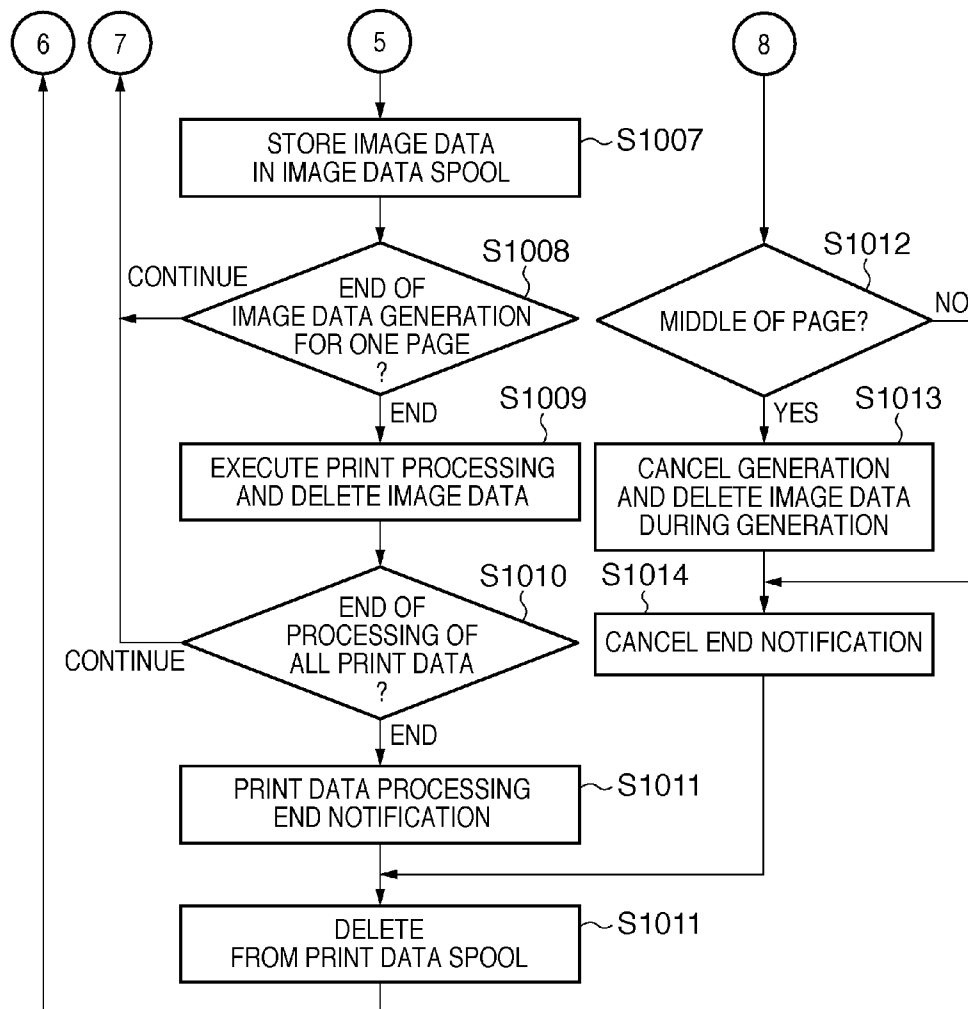 6
7
5
8
STORE IMAGE DATA
IN IMAGE DATA SPOOL
S1007
S1008
CONTINUE
END OF
IMAGE DATA GENERATION
FOR ONE PAGE
?
END
S1012
MIDDLE OF PAGE?
NO
YES
S1009
EXECUTE PRINT PROCESSING
AND DELETE IMAGE DATA
S1013
CANCEL GENERATION
AND DELETE IMAGE DATA
DURING GENERATION
S1010
END OF
PROCESSING OF
ALL PRINT DATA
?
CONTINUE
END
S1014
CANCEL END NOTIFICATION
PRINT DATA PROCESSING
END NOTIFICATION
S1011
DELETE
FROM PRINT DATA SPOOL
S1011